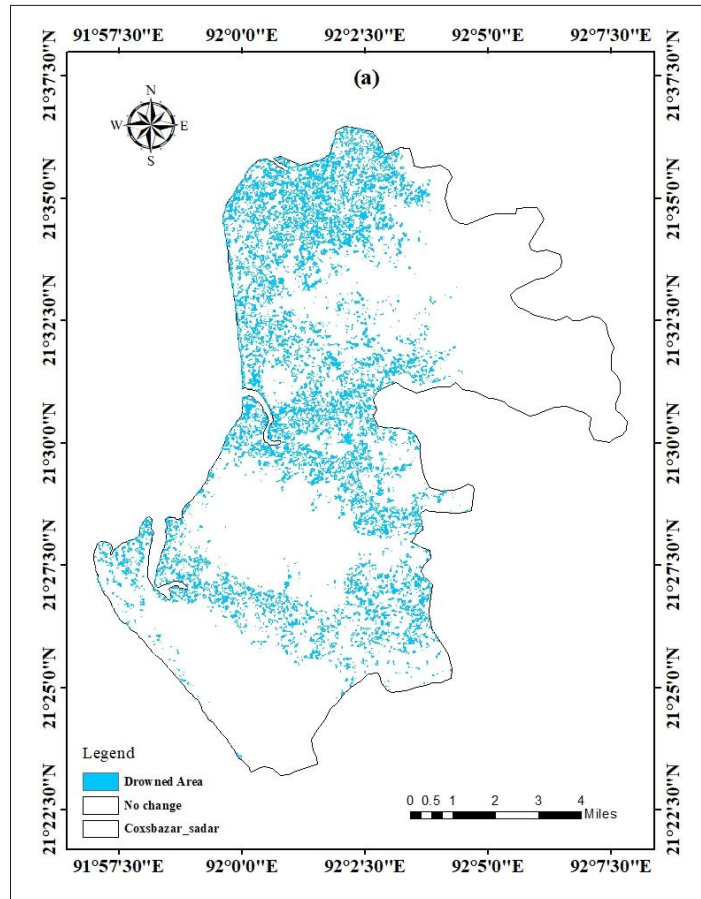 91°57'30"E 92°0'0"E 92°2'30"E 92°5'0"E 92°7'30"E
(a)
N
W E
S
21°37'30"N 21°37'30"N
21°35'0"N 21°35'0"N
21°32'30"N 21°32'30"N
21°30'0"N 21°30'0"N
21°27'30"N 21°27'30"N
21°25'0"N 21°25'0"N
21°22'30"N 21°22'30"N
Legend
Drowned Area
No change
Coxsbazar_sadar
0 0.5 1 2 3 4
Miles
91°57'30"E 92°0'0"E 92°2'30"E 92°5'0"E 92°7'30"E